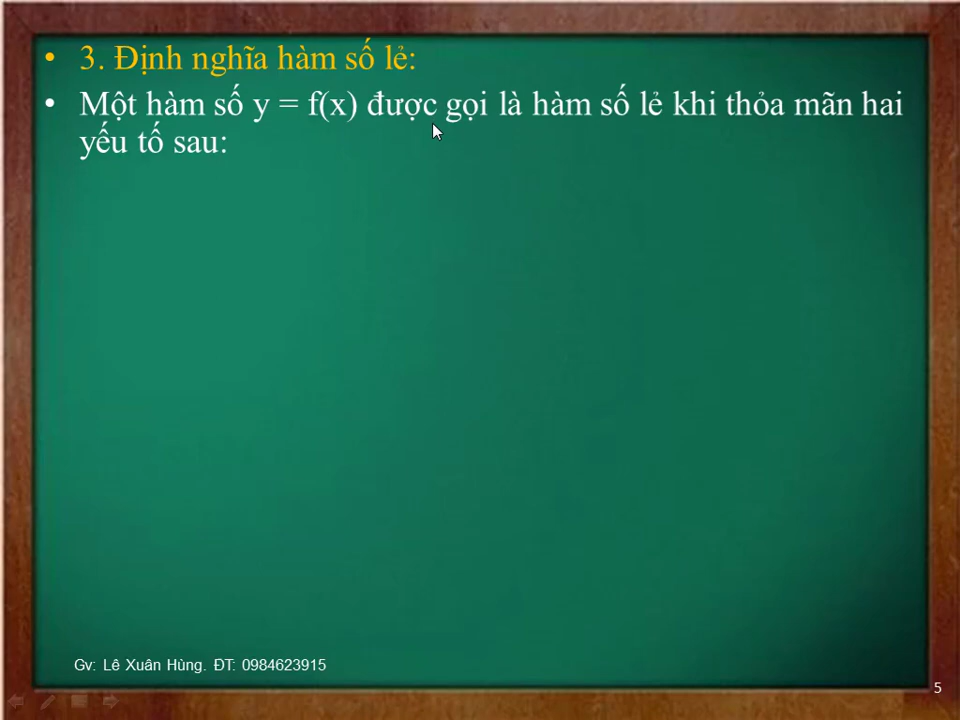 • 3. Định nghĩa hàm số lẻ:
• Một hàm số y = f(x) được gọi là hàm số lẻ khi thỏa mãn hai
yếu tố sau:
Gv: Lê Xuân Hùng. ĐT: 0984623915
5